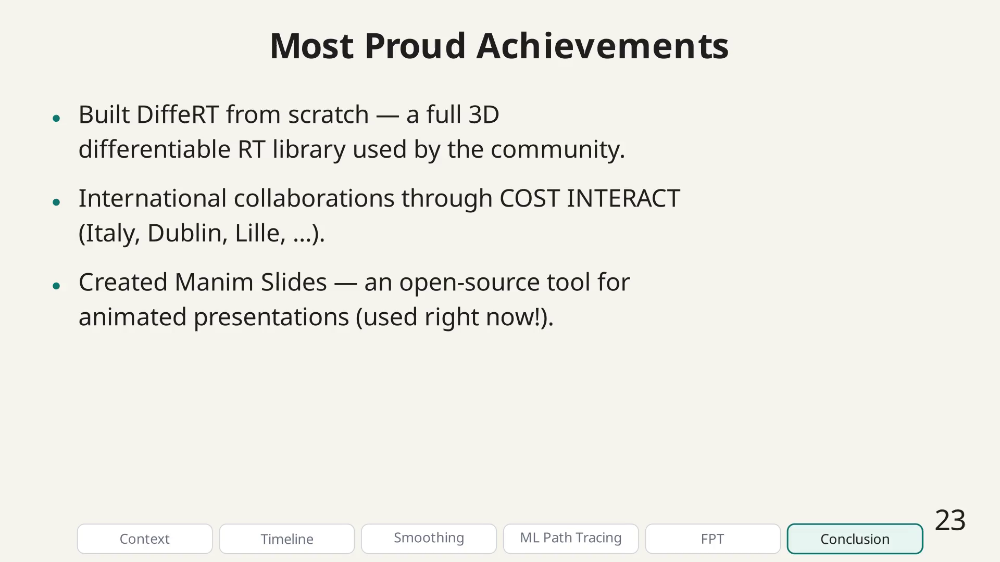 Most Proud Achievements
• Built DiffeRT from scratch — a full 3D
differentiable RT library used by the community.
• International collaborations through COST INTERACT
(Italy, Dublin, Lille, ...).
• Created Manim Slides — an open-source tool for
animated presentations (used right now!).
Context
Timeline
Smoothing
ML Path Tracing
FPT
Conclusion
23